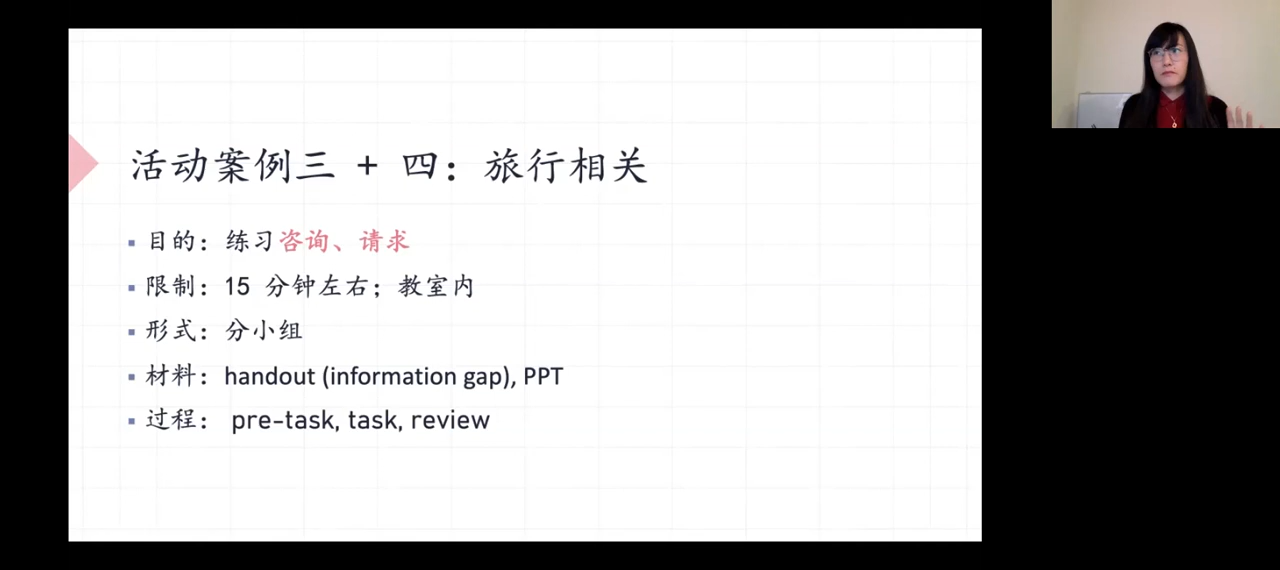 活动案例三 + 四：旅行相关
目的：练习咨询、请求
限制：15 分钟左右；教室内
形式：分小组
材料：handout (information gap), PPT
过程： pre-task, task, review